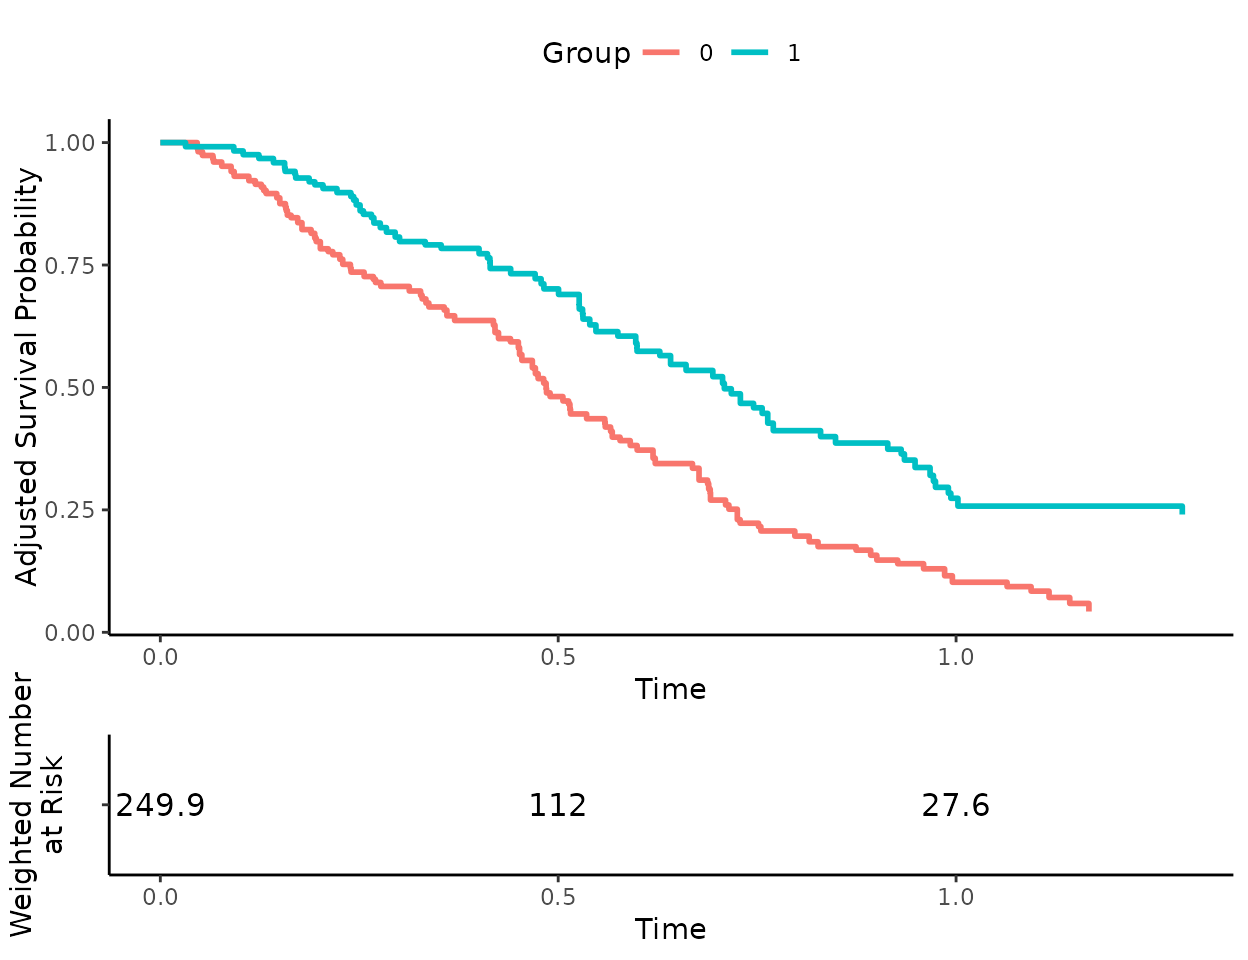 Group 0 1
Adjusted Survival Probability
1.00
0.75
0.50
0.25
0.00
0.0 0.5 1.0
Time
Weighted Number
at Risk
249.9 112 27.6
0.0 0.5 1.0
Time